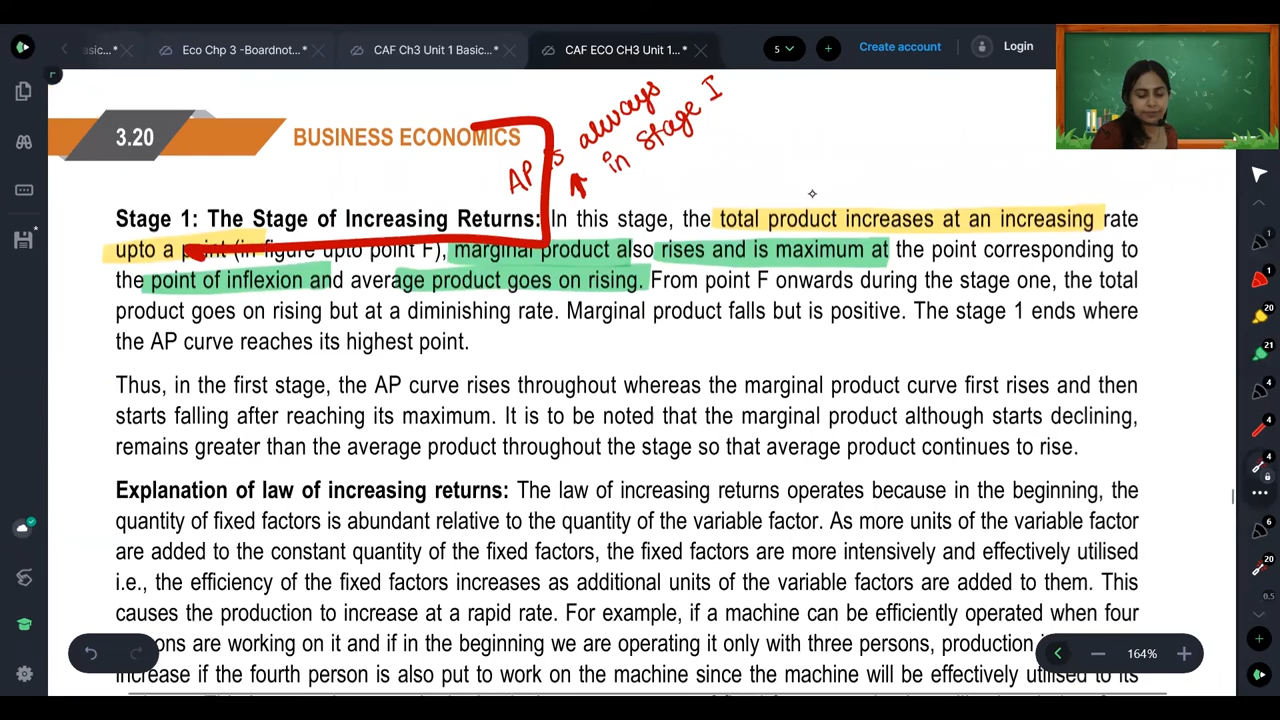 asic...*
Eco Chp 3 -Boardnot...*
CAF Ch3 Unit 1 Basic...*
CAF ECO CH3 Unit 1...*
5
Create account
Login
3.20
BUSINESS ECONOMICS
AP is always
↑ in stage I
Stage 1: The Stage of Increasing Returns: In this stage, the total product increases at an increasing rate
upto a point (in figure upto point F), marginal product also rises and is maximum at the point corresponding to
the point of inflexion and average product goes on rising. From point F onwards during the stage one, the total
product goes on rising but at a diminishing rate. Marginal product falls but is positive. The stage 1 ends where
the AP curve reaches its highest point.
Thus, in the first stage, the AP curve rises throughout whereas the marginal product curve first rises and then
starts falling after reaching its maximum. It is to be noted that the marginal product although starts declining,
remains greater than the average product throughout the stage so that average product continues to rise.
Explanation of law of increasing returns: The law of increasing returns operates because in the beginning, the
quantity of fixed factors is abundant relative to the quantity of the variable factor. As more units of the variable factor
are added to the constant quantity of the fixed factors, the fixed factors are more intensively and effectively utilised
i.e., the efficiency of the fixed factors increases as additional units of the variable factors are added to them. This
causes the production to increase at a rapid rate. For example, if a machine can be efficiently operated when four
ons are working on it and if in the beginning we are operating it only with three persons, production
increase if the fourth person is also put to work on the machine since the machine will be effectively utilised to its
164%
1
1
20
21
4
4
4
6
20
0.5